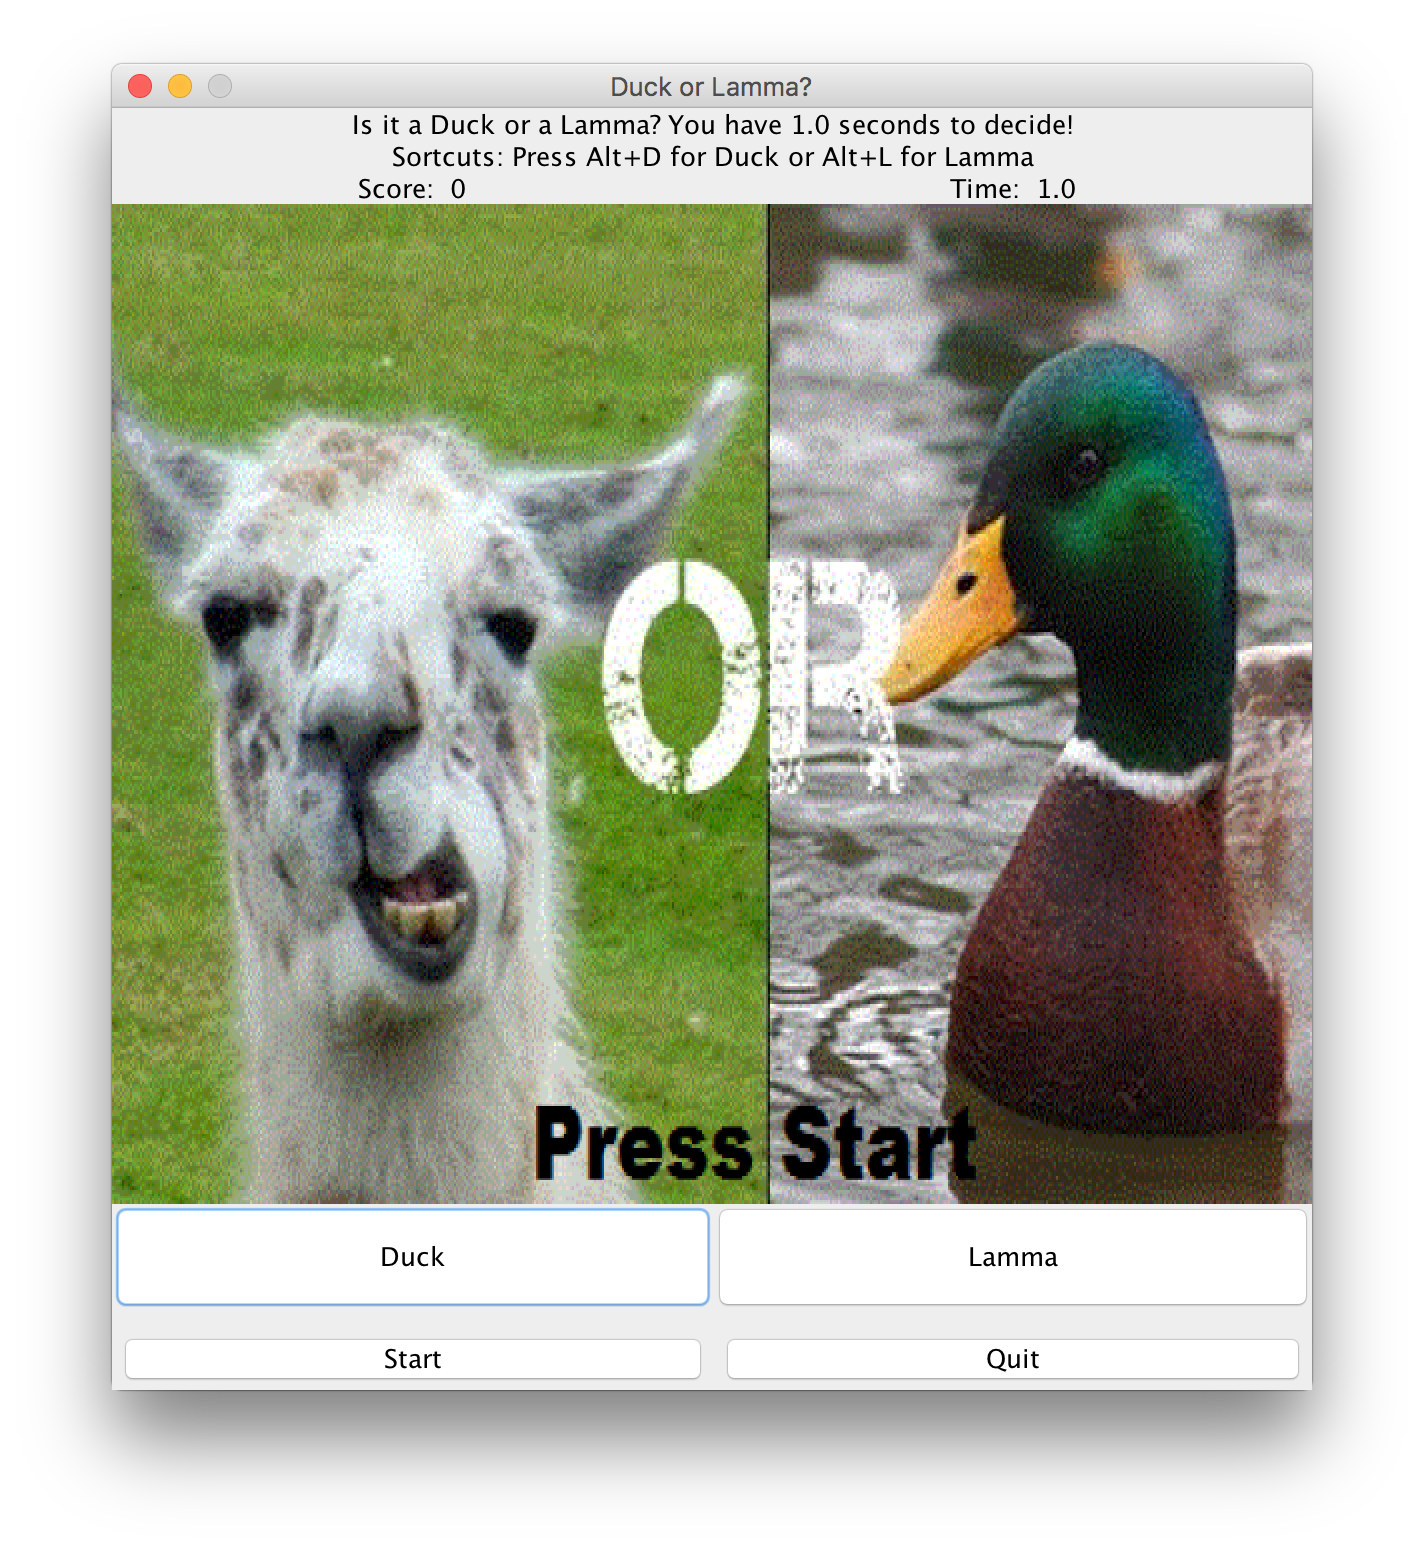 Duck or Lamma?
Is it a Duck or a Lamma? You have 1.0 seconds to decide!
Sortcuts: Press Alt+D for Duck or Alt+L for Lamma
Score: 0 Time: 1.0
OR
Press Start
Duck Lamma
Start Quit